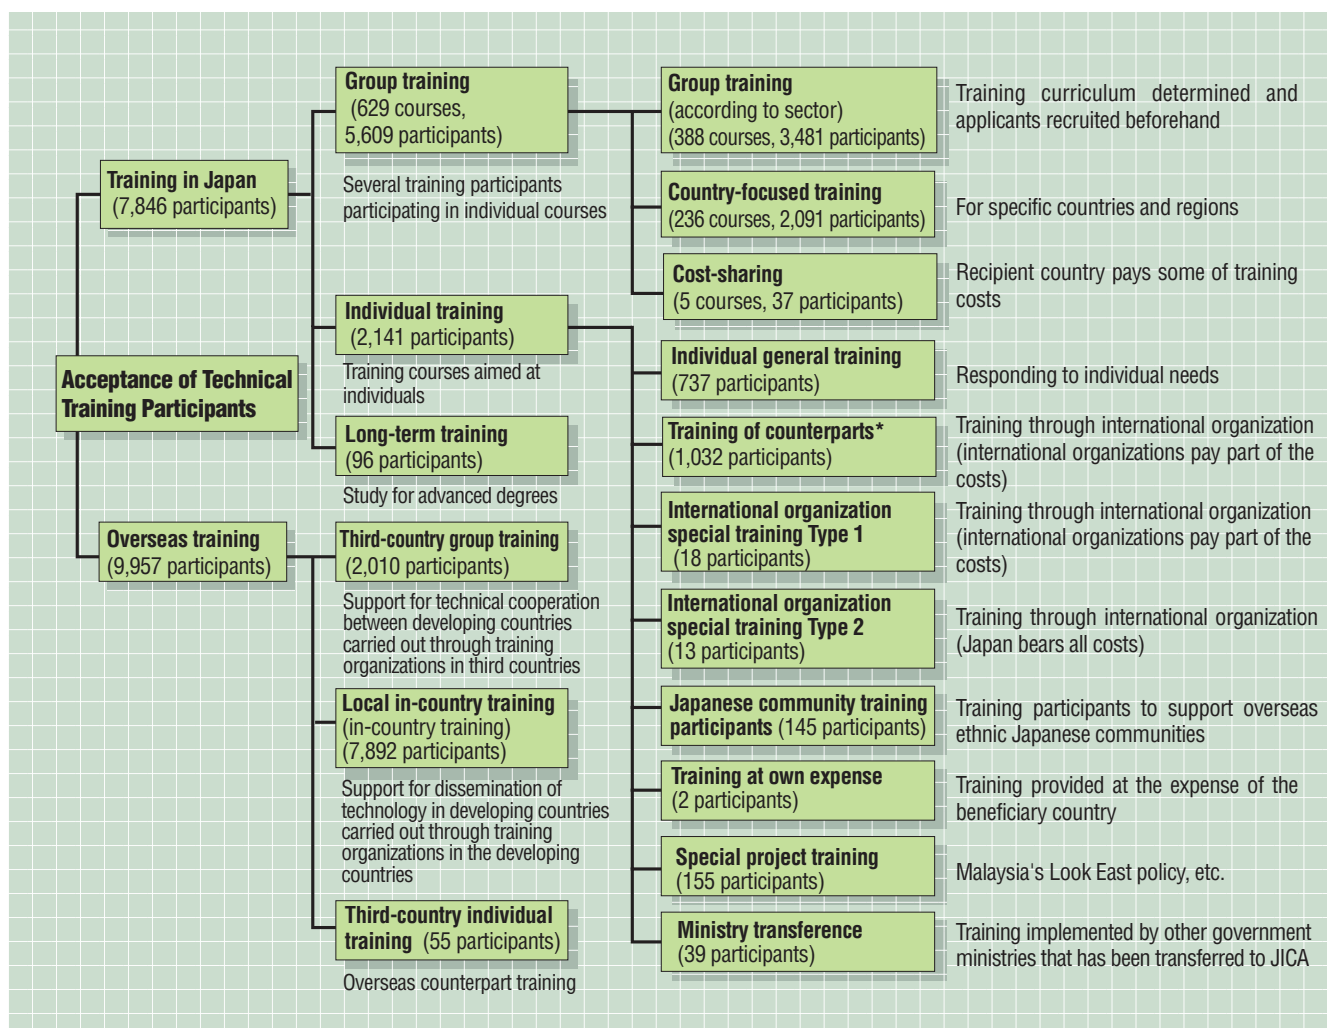 Acceptance of Technical
Training Participants
Training in Japan
(7,846 participants)
Group training
(629 courses,
5,609 participants)
Several training participants
participating in individual courses
Group training
(according to sector)
(388 courses, 3,481 participants)
Training curriculum determined and
applicants recruited beforehand
Country-focused training
(236 courses, 2,091 participants)
For specific countries and regions
Cost-sharing
(5 courses, 37 participants)
Recipient country pays some of training
costs
Individual training
(2,141 participants)
Training courses aimed at
individuals
Individual general training
(737 participants)
Responding to individual needs
Training of counterparts*
(1,032 participants)
Training through international organization
(international organizations pay part of the
costs)
International organization
special training Type 1
(18 participants)
Training through international organization
(international organizations pay part of the
costs)
International organization
special training Type 2
(13 participants)
Training through international organization
(Japan bears all costs)
Japanese community training
participants (145 participants)
Training participants to support overseas
ethnic Japanese communities
Training at own expense
(2 participants)
Training provided at the expense of the
beneficiary country
Special project training
(155 participants)
Malaysia's Look East policy, etc.
Ministry transference
(39 participants)
Training implemented by other government
ministries that has been transferred to JICA
Long-term training
(96 participants)
Study for advanced degrees
Overseas training
(9,957 participants)
Third-country group training
(2,010 participants)
Support for technical cooperation
between developing countries
carried out through training
organizations in third countries
Local in-country training
(in-country training)
(7,892 participants)
Support for dissemination of
technology in developing countries
carried out through training
organizations in the developing
countries
Third-country individual
training (55 participants)
Overseas counterpart training